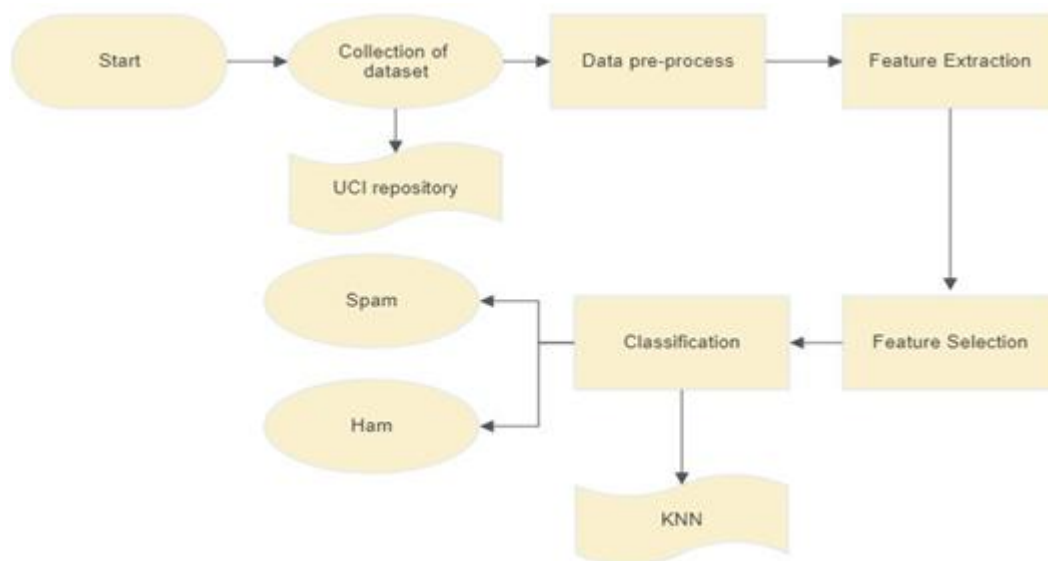 Start
Collection of
dataset
Data pre-process
Feature Extraction
UCI repository
Spam
Classification
Feature Selection
Ham
KNN